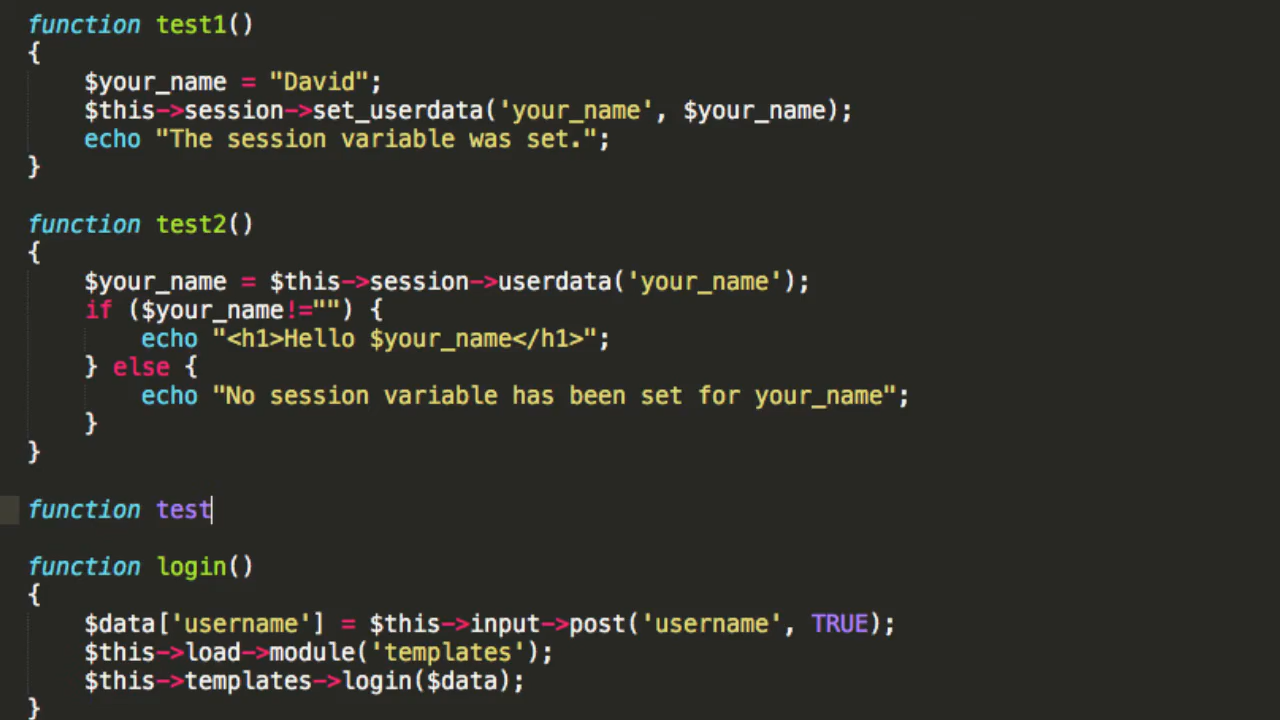 function test1()
{
    $your_name = "David";
    $this->session->set_userdata('your_name', $your_name);
    echo "The session variable was set.";
}
function test2()
{
    $your_name = $this->session->userdata('your_name');
    if ($your_name!="") {
        echo "<h1>Hello $your_name</h1>";
    } else {
        echo "No session variable has been set for your_name";
    }
}
function test
function login()
{
    $data['username'] = $this->input->post('username', TRUE);
    $this->load->module('templates');
    $this->templates->login($data);
}